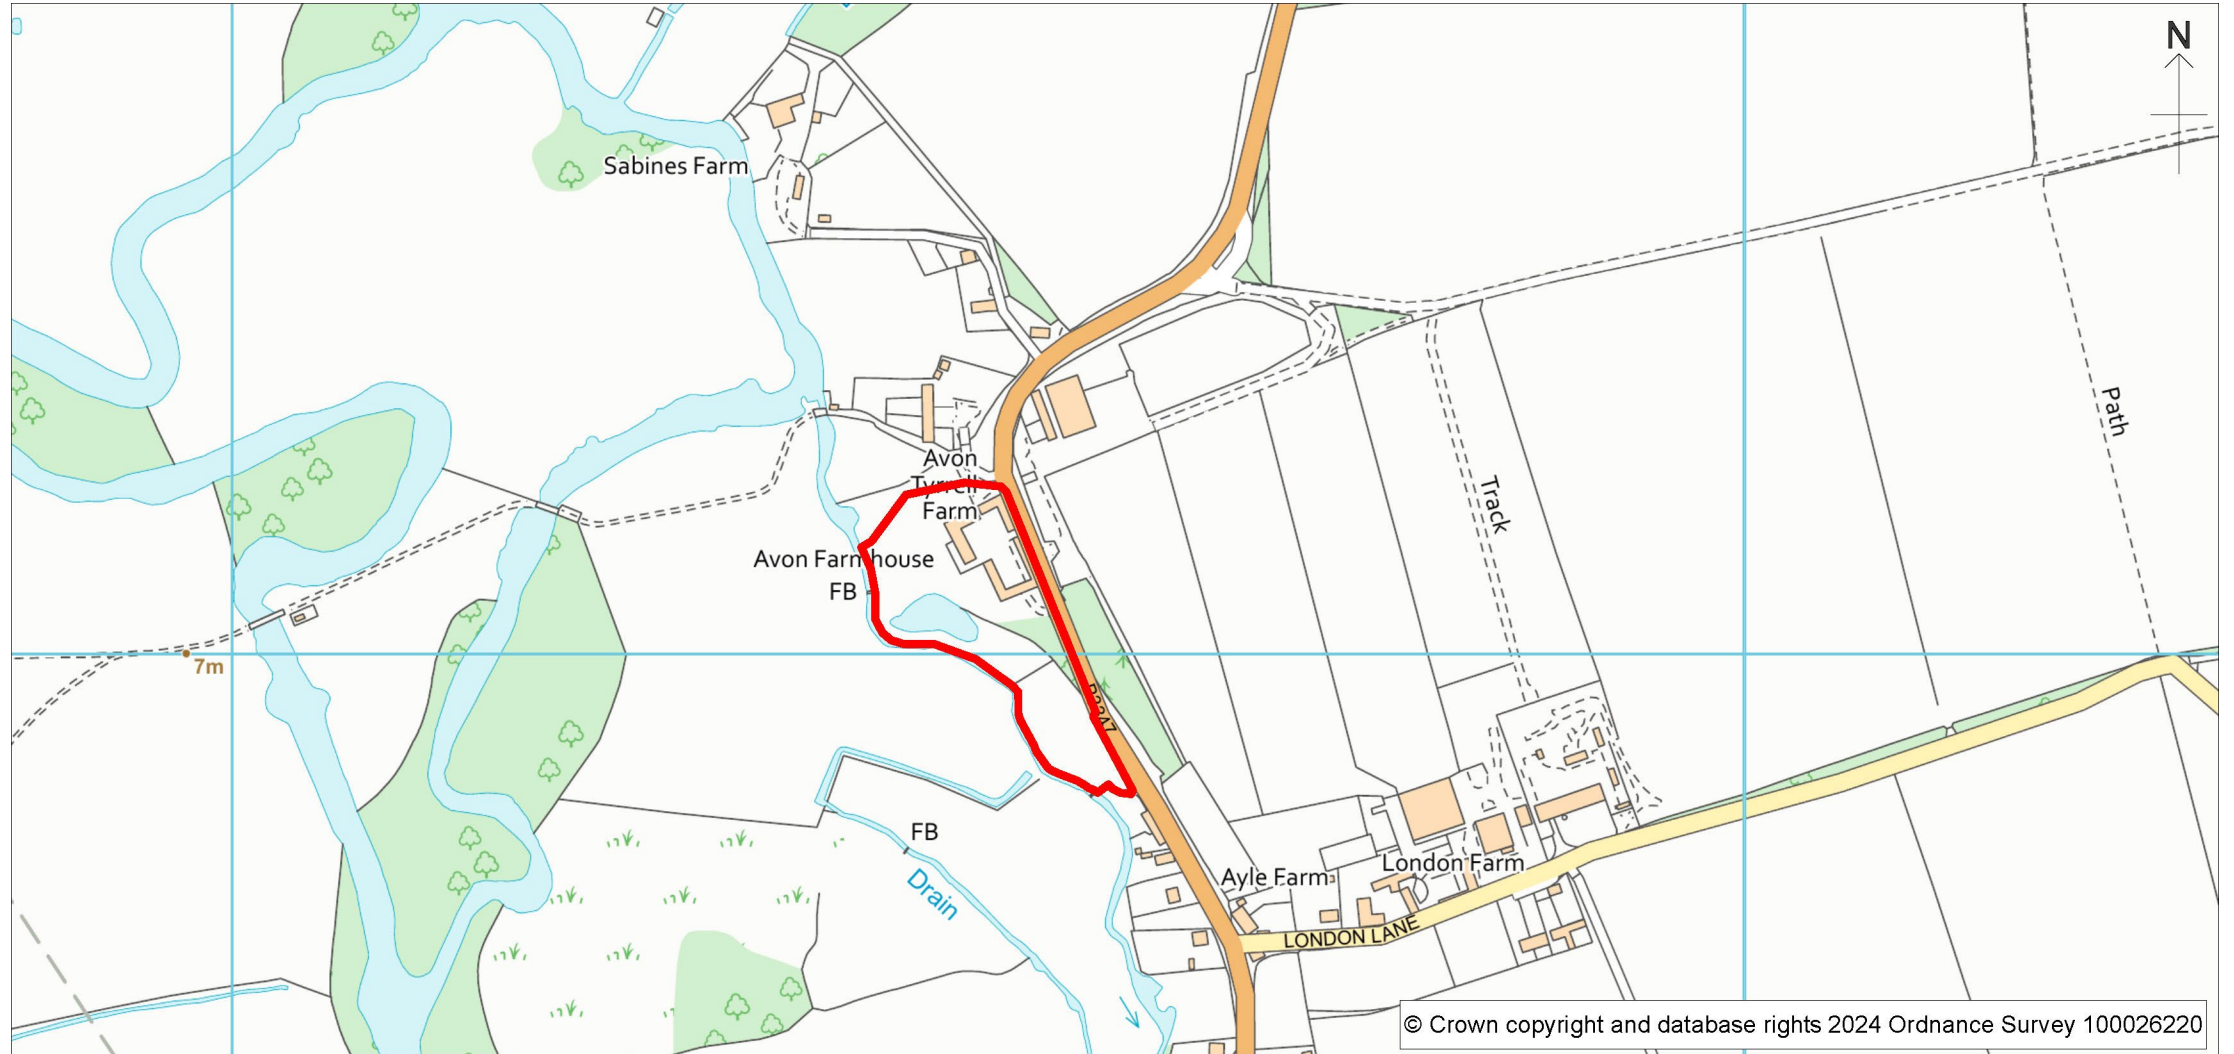 N
Sabines Farm
Path
Avon
Tyrrell
Farm
Track
Avon Farmhouse
FB
7m
B3347
FB
Drain
Ayle Farm
London Farm
LONDON LANE
© Crown copyright and database rights 2024 Ordnance Survey 100026220